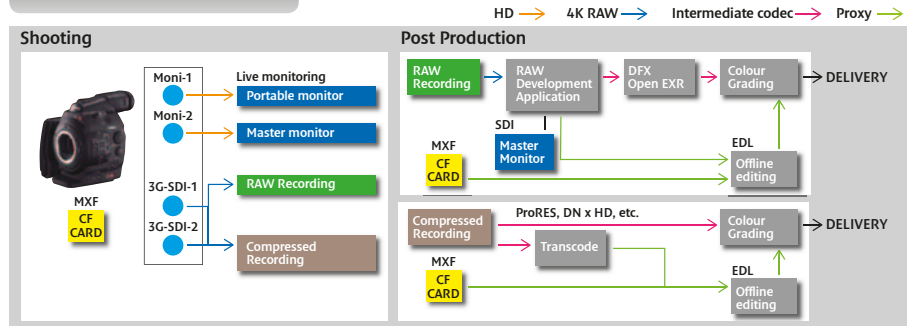 HD
4K RAW
Intermediate codec
Proxy
Shooting
Moni-1
Moni-2
3G-SDI-1
3G-SDI-2
Live monitoring
Portable monitor
Master monitor
RAW Recording
Compressed
Recording
MXF
CF
CARD
Post Production
RAW
Recording
RAW
Development
Application
DFX
Open EXR
Colour
Grading
DELIVERY
SDI
Master
Monitor
MXF
CF
CARD
EDL
Offline
editing
Compressed
Recording
ProRES, DN x HD, etc.
Transcode
Colour
Grading
DELIVERY
MXF
CF
CARD
EDL
Offline
editing